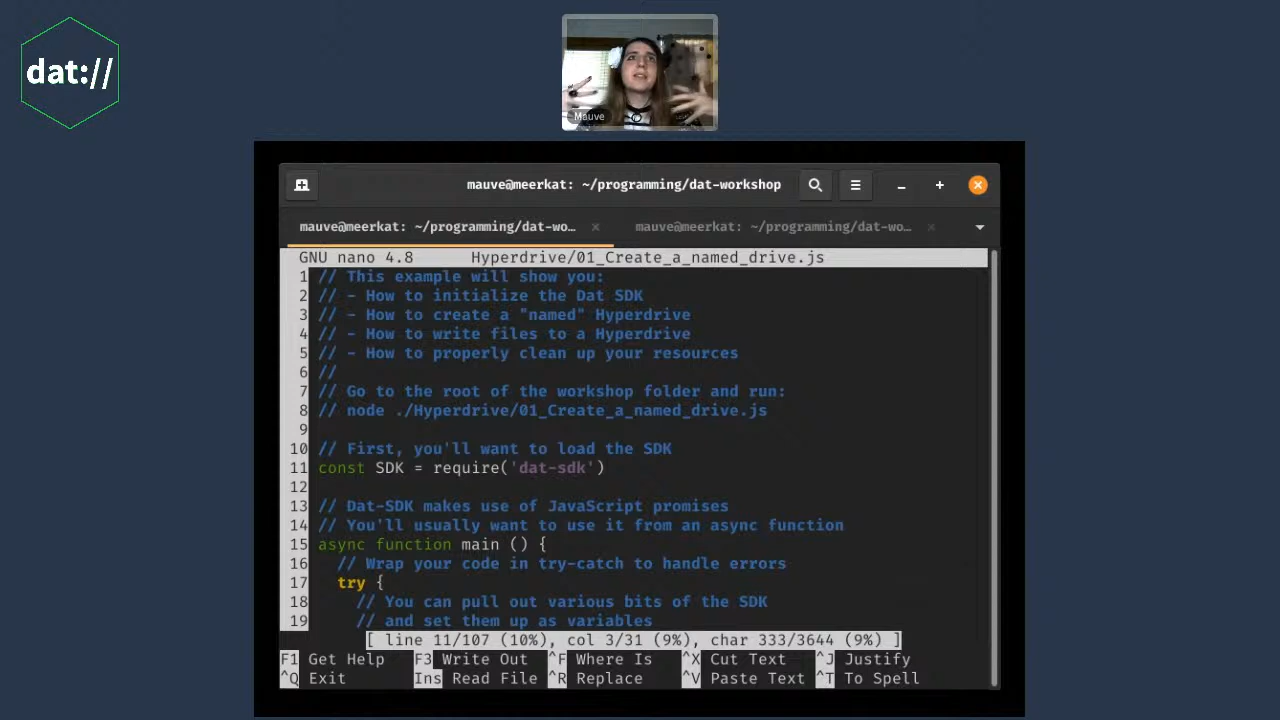 dat://
Mauve
mauve@meerkat: ~/programming/dat-workshop
mauve@meerkat: ~/programming/dat-wo...
mauve@meerkat: ~/programming/dat-wo...
GNU nano 4.8 Hyperdrive/01_Create_a_named_drive.js
1 // This example will show you:
2 // - How to initialize the Dat SDK
3 // - How to create a "named" Hyperdrive
4 // - How to write files to a Hyperdrive
5 // - How to properly clean up your resources
6 //
7 // Go to the root of the workshop folder and run:
8 // node ./Hyperdrive/01_Create_a_named_drive.js
9
10 // First, you'll want to load the SDK
11 const SDK = require('dat-sdk')
12
13 // Dat-SDK makes use of JavaScript promises
14 // You'll usually want to use it from an async function
15 async function main () {
16 // Wrap your code in try-catch to handle errors
17 try {
18 // You can pull out various bits of the SDK
19 // and set them up as variables
[ line 11/107 (10%), col 3/31 (9%), char 333/3644 (9%) ]
F1 Get Help F3 Write Out ^F Where Is ^X Cut Text ^J Justify
^Q Exit Ins Read File ^R Replace ^V Paste Text ^T To Spell